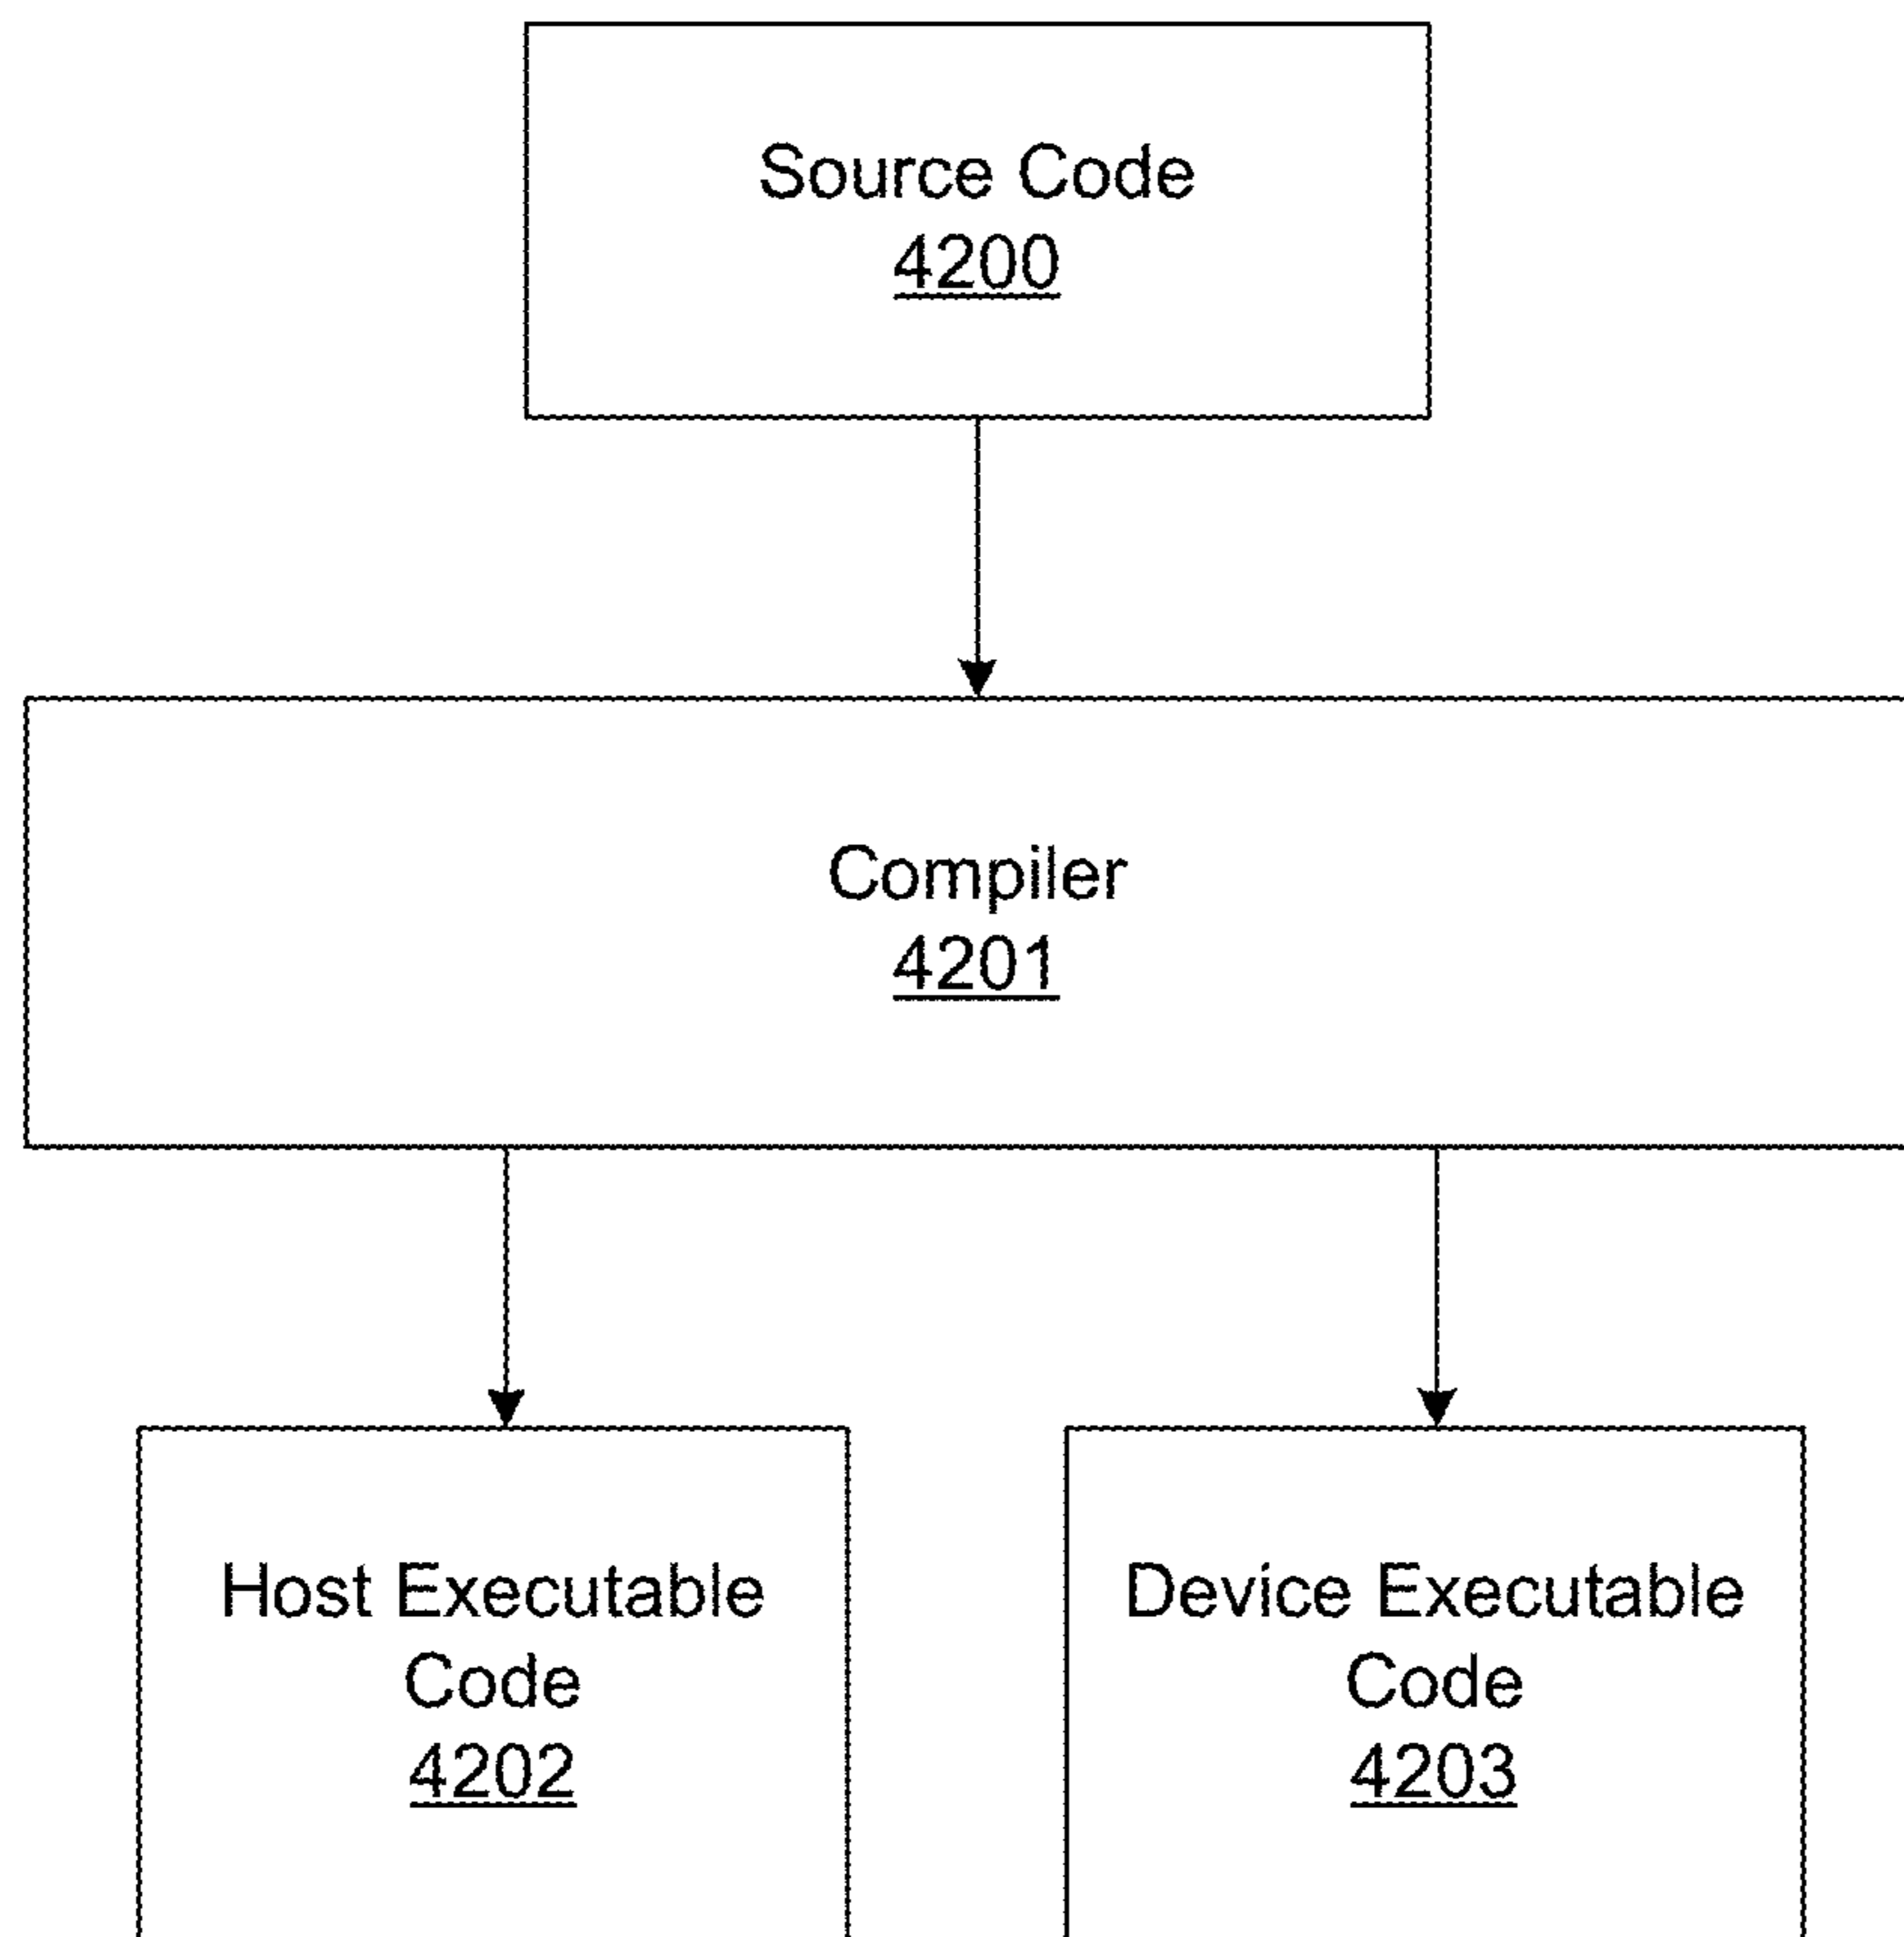 Source Code
4200
Compiler
4201
Host Executable
Code
4202
Device Executable
Code
4203